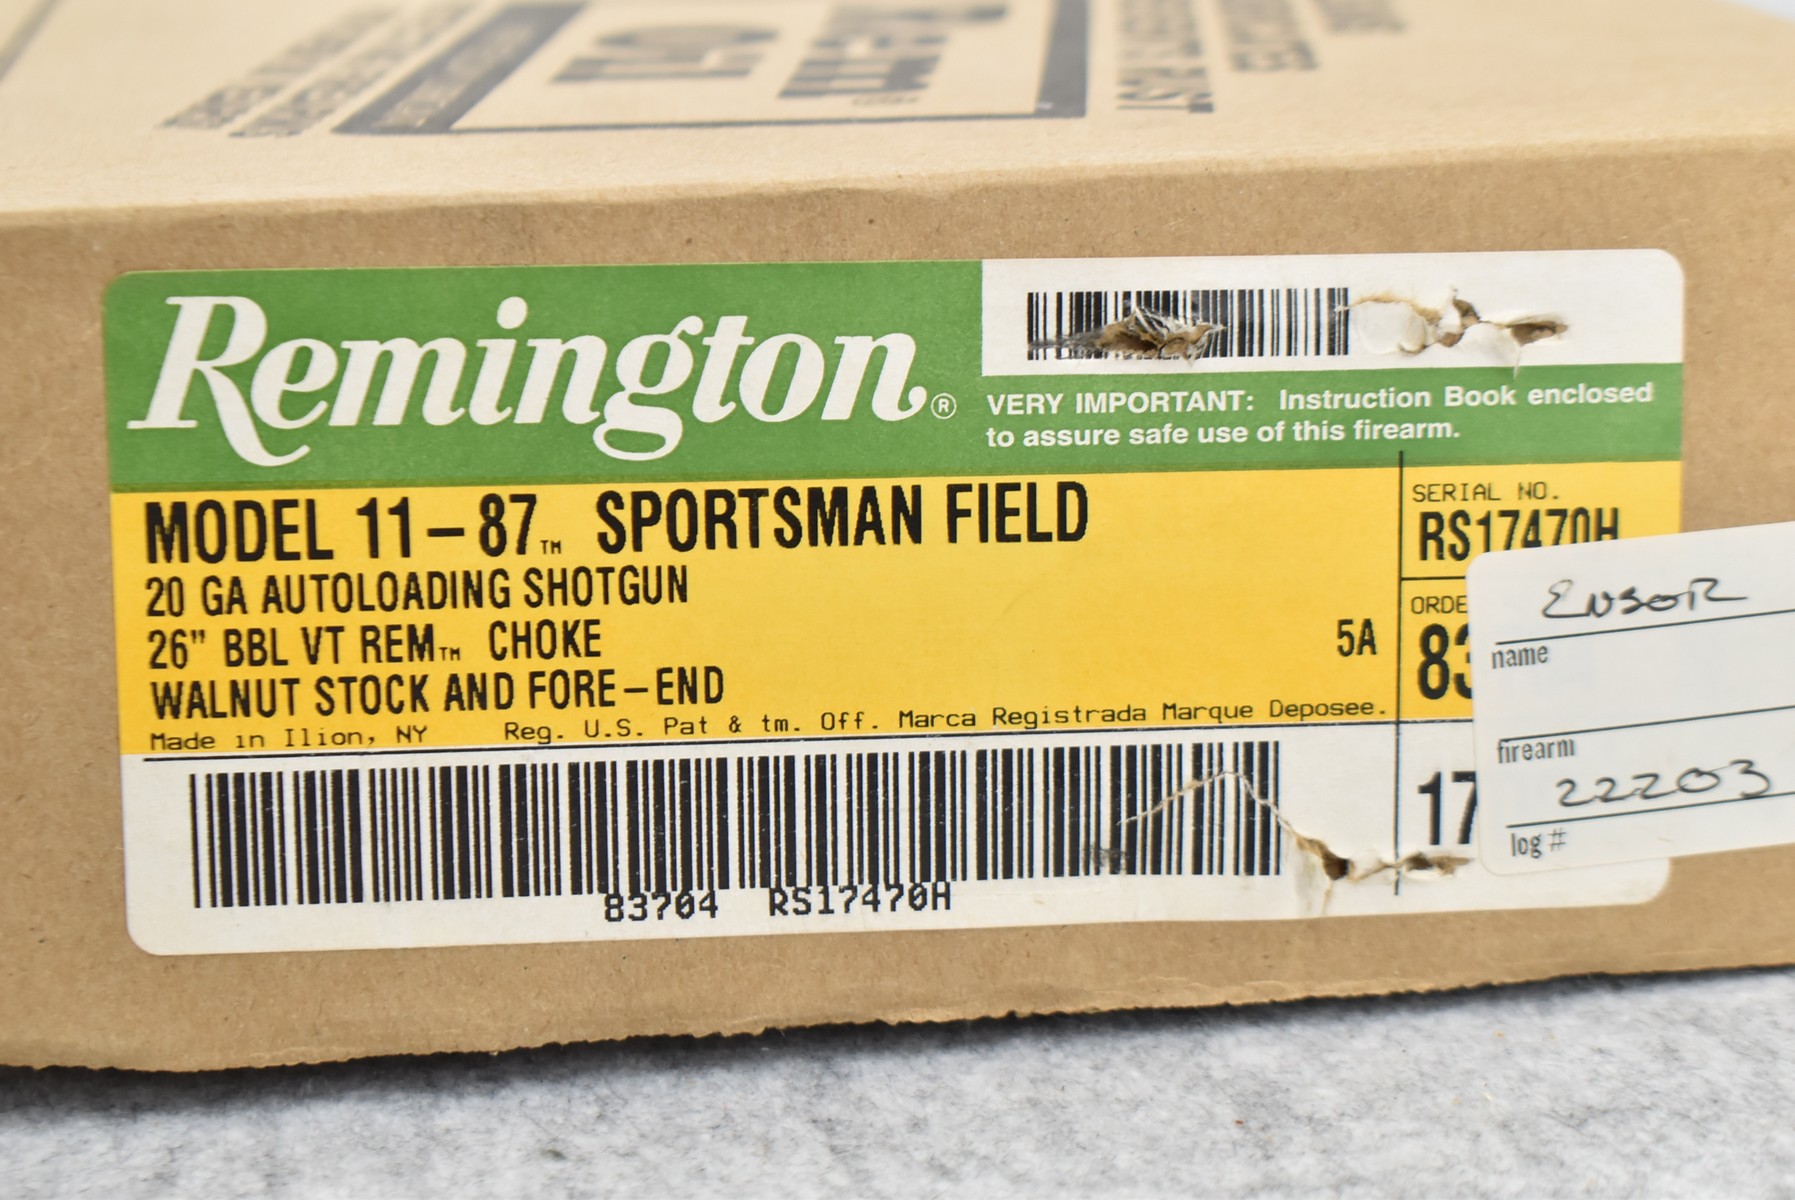 Remington®
VERY IMPORTANT: Instruction Book enclosed
to assure safe use of this firearm.
MODEL 11-87™ SPORTSMAN FIELD
20 GA AUTOLOADING SHOTGUN
26" BBL VT REM™ CHOKE
WALNUT STOCK AND FORE-END
5A
Made in Ilion, NY Reg. U.S. Pat & tm. Off. Marca Registrada Marque Deposee.
SERIAL NO.
RS17470H
83704 RS17470H
17
ENSOR
name
firearm
22203
log #